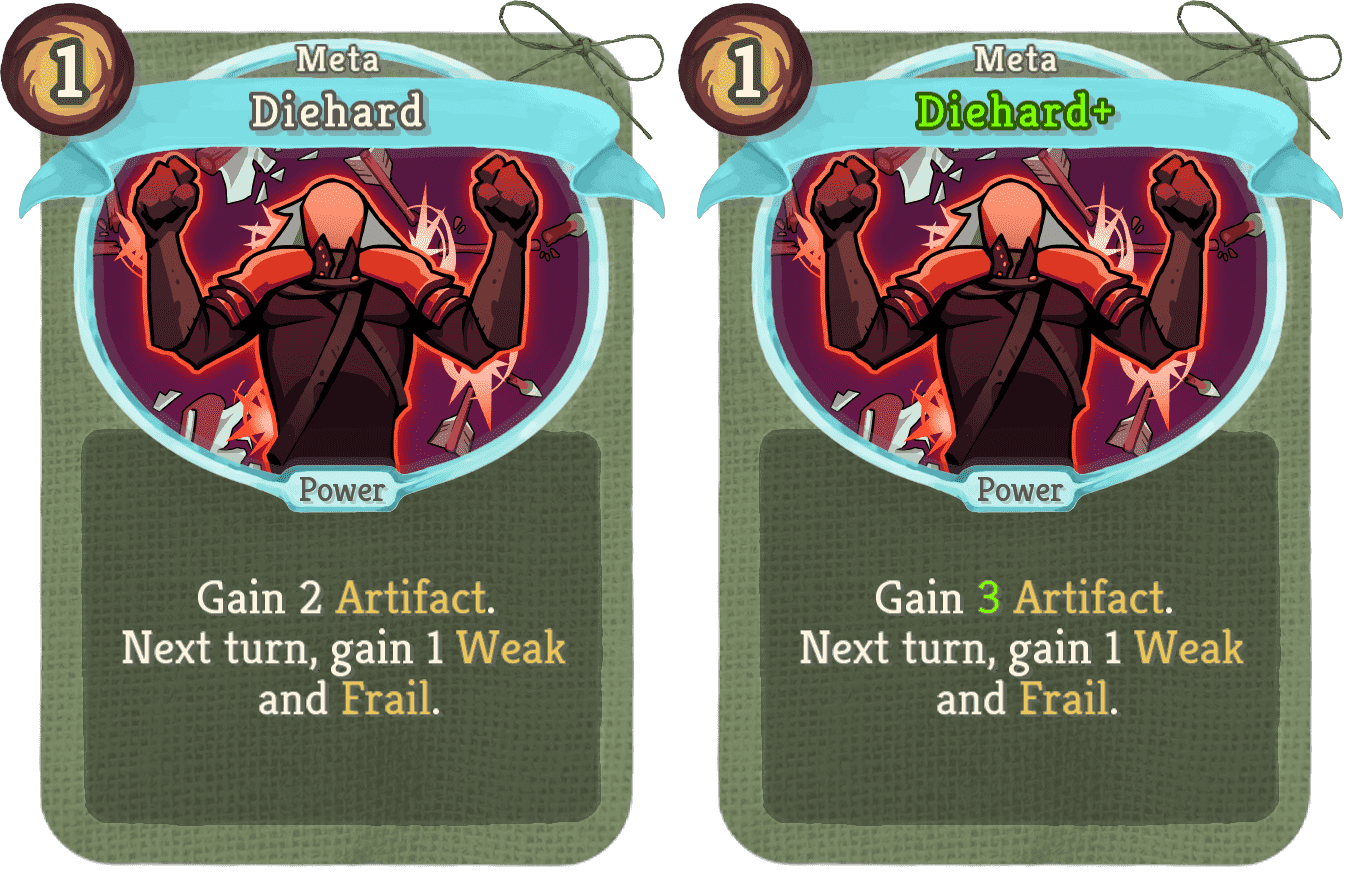 1
Meta
Diehard
Power
Gain 2 Artifact.
Next turn, gain 1 Weak
and Frail.
1
Meta
Diehard+
Power
Gain 3 Artifact.
Next turn, gain 1 Weak
and Frail.